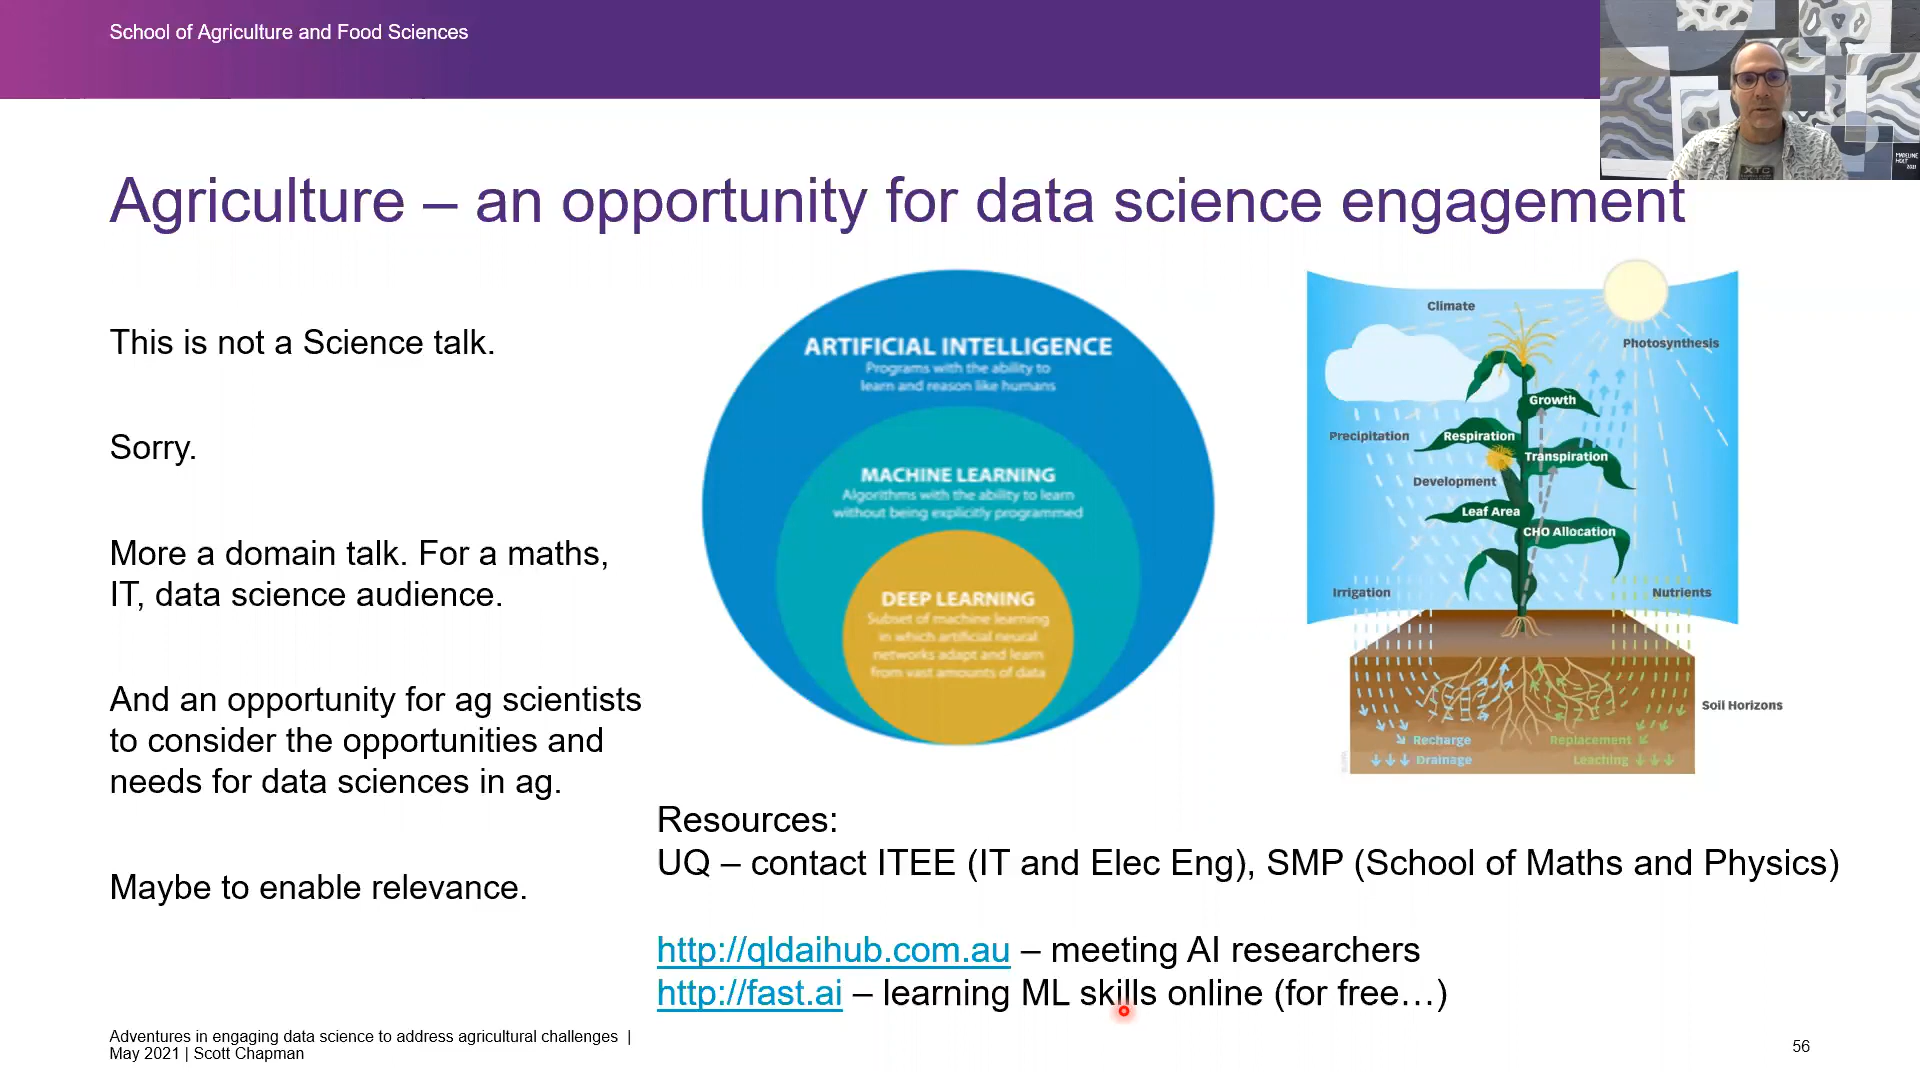 School of Agriculture and Food Sciences
XTC
MADELINE
HOLT
2021
Agriculture – an opportunity for data science engagement
This is not a Science talk.
Sorry.
More a domain talk. For a maths,
IT, data science audience.
And an opportunity for ag scientists
to consider the opportunities and
needs for data sciences in ag.
Maybe to enable relevance.
ARTIFICIAL INTELLIGENCE
Programs with the ability to
learn and reason like humans
MACHINE LEARNING
Algorithms with the ability to learn
without being explicitly programmed
DEEP LEARNING
Subset of machine learning
in which artificial neural
networks adapt and learn
from vast amounts of data
Climate
Photosynthesis
Growth
Precipitation
Respiration
Transpiration
Development
Leaf Area
CHO Allocation
Irrigation
Nutrients
Soil Horizons
Recharge
Replacement
Drainage
Leaching
Resources:
UQ – contact ITEE (IT and Elec Eng), SMP (School of Maths and Physics)
http://qldaihub.com.au – meeting AI researchers
http://fast.ai – learning ML skills online (for free…)
Adventures in engaging data science to address agricultural challenges |
May 2021 | Scott Chapman
56